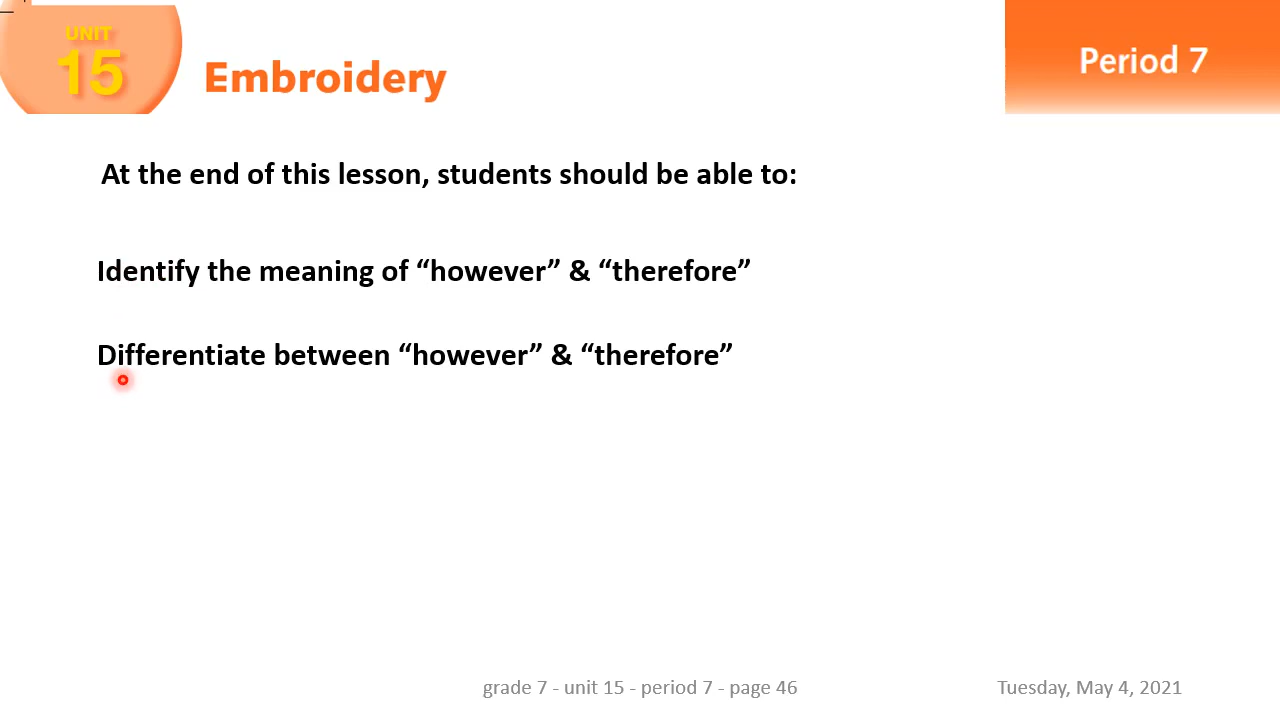 UNIT
15
Embroidery
Period 7
At the end of this lesson, students should be able to:
Identify the meaning of “however” & “therefore”
Differentiate between “however” & “therefore”
grade 7 - unit 15 - period 7 - page 46
Tuesday, May 4, 2021